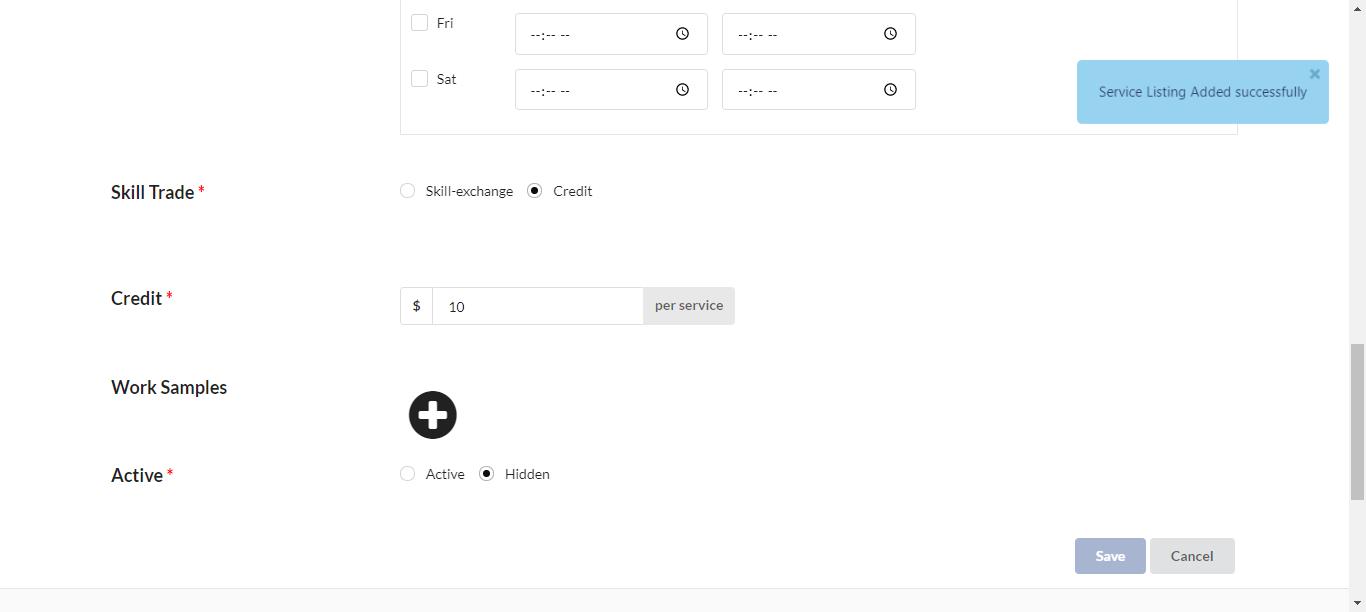 Fri --:-- -- --:-- --
Sat --:-- -- --:-- --
Service Listing Added successfully
Skill Trade * Skill-exchange Credit
Credit * $ 10 per service
Work Samples
Active * Active Hidden
Save Cancel